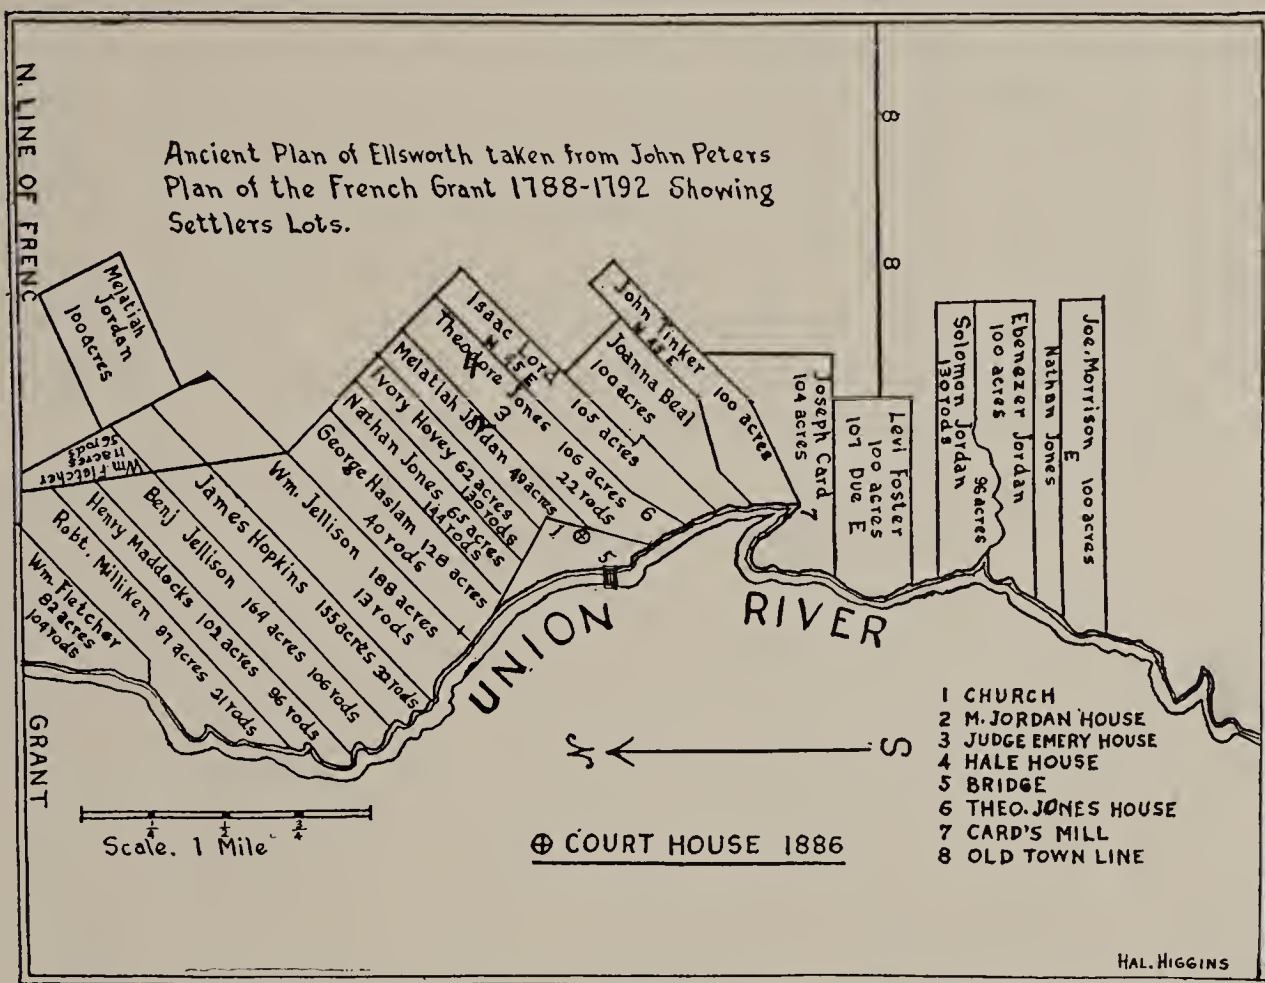 Ancient Plan of Ellsworth taken from John Peters
Plan of the French Grant 1788-1792 Showing
Settlers Lots.
N. LINE OF FRENC
GRANT
8
8
Melatiah
Jordan
100 acres
Wm. Fletcher
11 acres
56 rods
Wm. Fletcher
82 acres
104 rods
Robt. Milliken 87 acres 21 rods
Henry Maddocks 102 acres 96 rods
Benj Jellison 164 acres 106 rods
James Hopkins 155 acres 32 rods
Wm. Jellison 188 acres
40 rods 13 rods
George Haslam 128 acres
Nathan Jones 65 acres
144 rods
Ivory Hovey 62 acres
130 rods
Melatiah Jordan 49 acres
Theodore Jones 106 acres
3 22 rods 6
Isaac Lord 105 acres
N. 45 E
Joanna Beal
100 acres
John Tinker 100 acres
N 45 E
Joseph Card
104 acres
7
Levi Foster
100 acres
107 Due E
Solomon Jordan
130 rods
96 acres
Ebenezer Jordan
100 acres
Nathan Jones
Joe. Morrison 100 acres
E
1
5
UNION RIVER
N S
1 CHURCH
2 M. JORDAN HOUSE
3 JUDGE EMERY HOUSE
4 HALE HOUSE
5 BRIDGE
6 THEO. JONES HOUSE
7 CARD'S MILL
8 OLD TOWN LINE
1/4 1/2 3/4
Scale. 1 Mile
⊕ COURT HOUSE 1886
HAL. HIGGINS